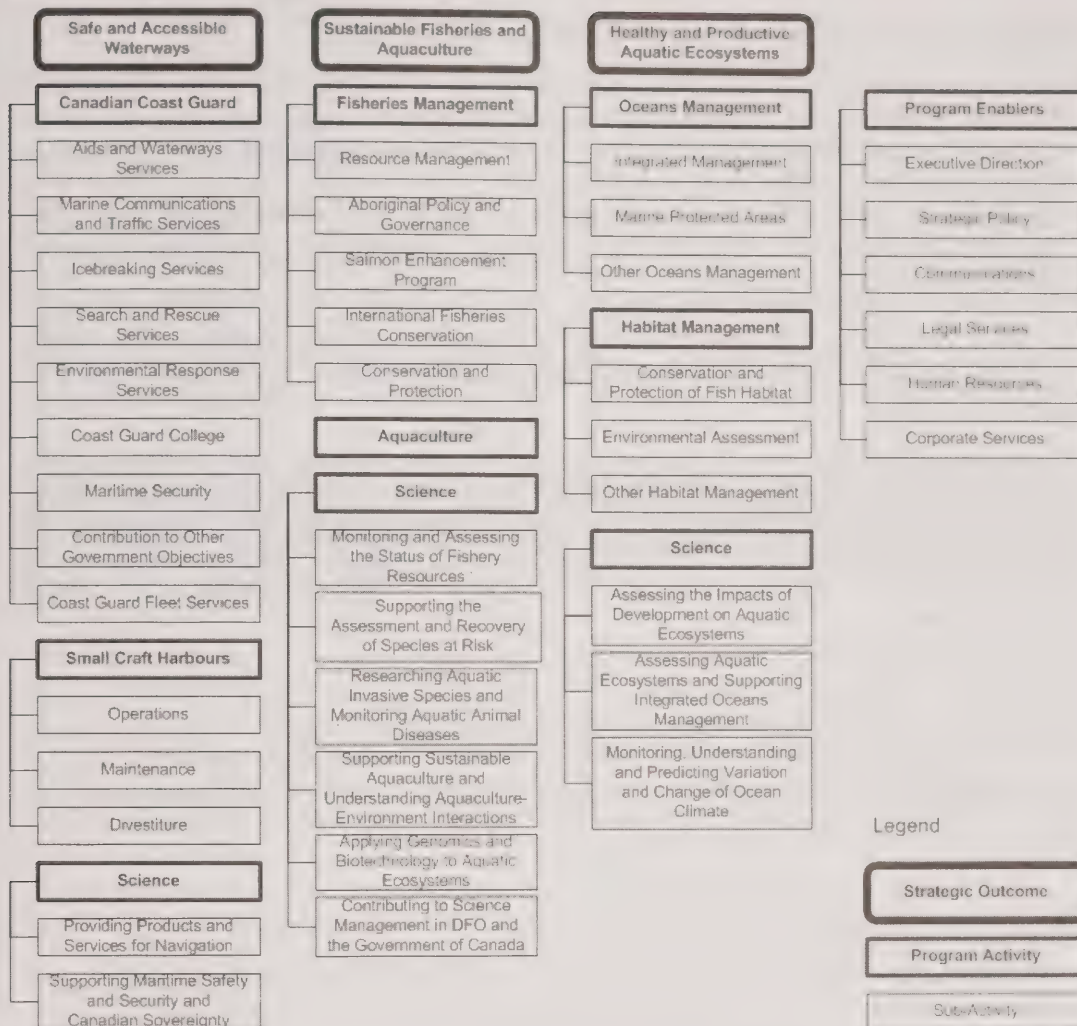 Safe and Accessible
Waterways
Canadian Coast Guard
Aids and Waterways
Services
Marine Communications
and Traffic Services
Icebreaking Services
Search and Rescue
Services
Environmental Response
Services
Coast Guard College
Maritime Security
Contribution to Other
Government Objectives
Coast Guard Fleet Services
Small Craft Harbours
Operations
Maintenance
Divestiture
Science
Providing Products and
Services for Navigation
Supporting Maritime Safety
and Security and
Canadian Sovereignty
Sustainable Fisheries and
Aquaculture
Fisheries Management
Resource Management
Aboriginal Policy and
Governance
Salmon Enhancement
Program
International Fisheries
Conservation
Conservation and
Protection
Aquaculture
Science
Monitoring and Assessing
the Status of Fishery
Resources
Supporting the
Assessment and Recovery
of Species at Risk
Researching Aquatic
Invasive Species and
Monitoring Aquatic Animal
Diseases
Supporting Sustainable
Aquaculture and
Understanding Aquaculture-
Environment Interactions
Applying Genomics and
Biotechnology to Aquatic
Ecosystems
Contributing to Science
Management in DFO and
the Government of Canada
Healthy and Productive
Aquatic Ecosystems
Oceans Management
Integrated Management
Marine Protected Areas
Other Oceans Management
Habitat Management
Conservation and
Protection of Fish Habitat
Environmental Assessment
Other Habitat Management
Science
Assessing the Impacts of
Development on Aquatic
Ecosystems
Assessing Aquatic
Ecosystems and Supporting
Integrated Oceans
Management
Monitoring, Understanding
and Predicting Variation
and Change of Ocean
Climate
Program Enablers
Executive Direction
Strategic Policy
Communications
Legal Services
Human Resources
Corporate Services
Legend
Strategic Outcome
Program Activity
Sub-Activity